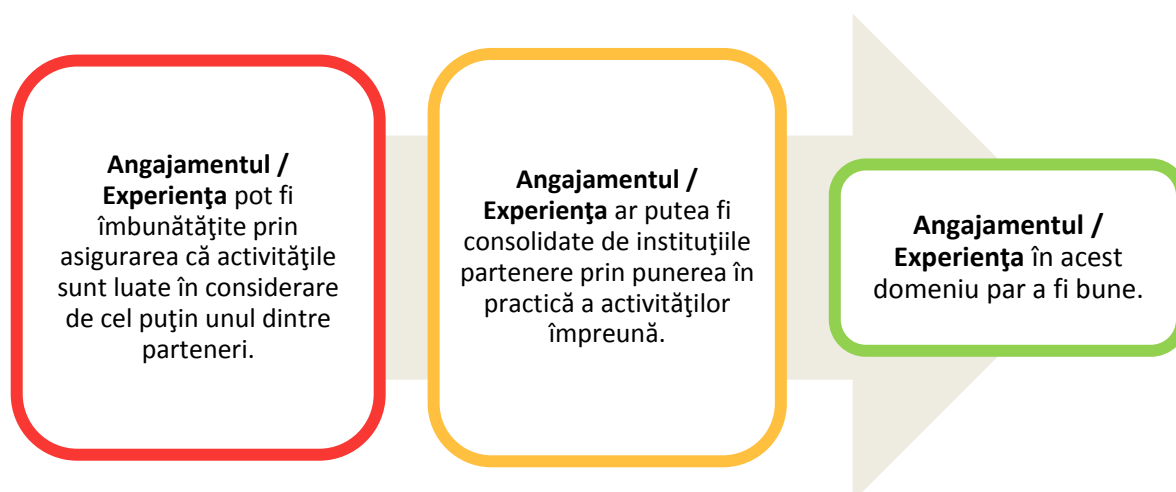 Angajamentul /
Experienţa pot fi
îmbunătăţite prin
asigurarea că activităţile
sunt luate în considerare
de cel puţin unul dintre
parteneri.
Angajamentul /
Experienţa ar putea fi
consolidate de instituţiile
partenere prin punerea în
practică a activităţilor
împreună.
Angajamentul /
Experienţa în acest
domeniu par a fi bune.